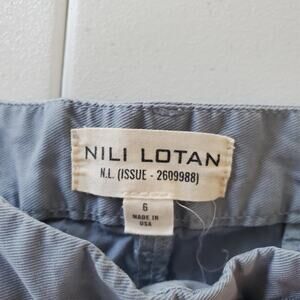 NILI LOTAN
N.L. (ISSUE - 2609988)
6
MADE IN
USA